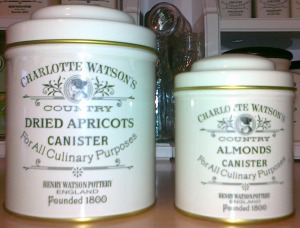 CHARLOTTE WATSON'S
COUNTRY
DRIED APRICOTS
CANISTER
For All Culinary Purposes
HENRY WATSON POTTERY
ENGLAND
Founded 1800
CHARLOTTE WATSON'S
COUNTRY
ALMONDS
CANISTER
For All Culinary Purposes
HENRY WATSON POTTERY
ENGLAND
Founded 1800